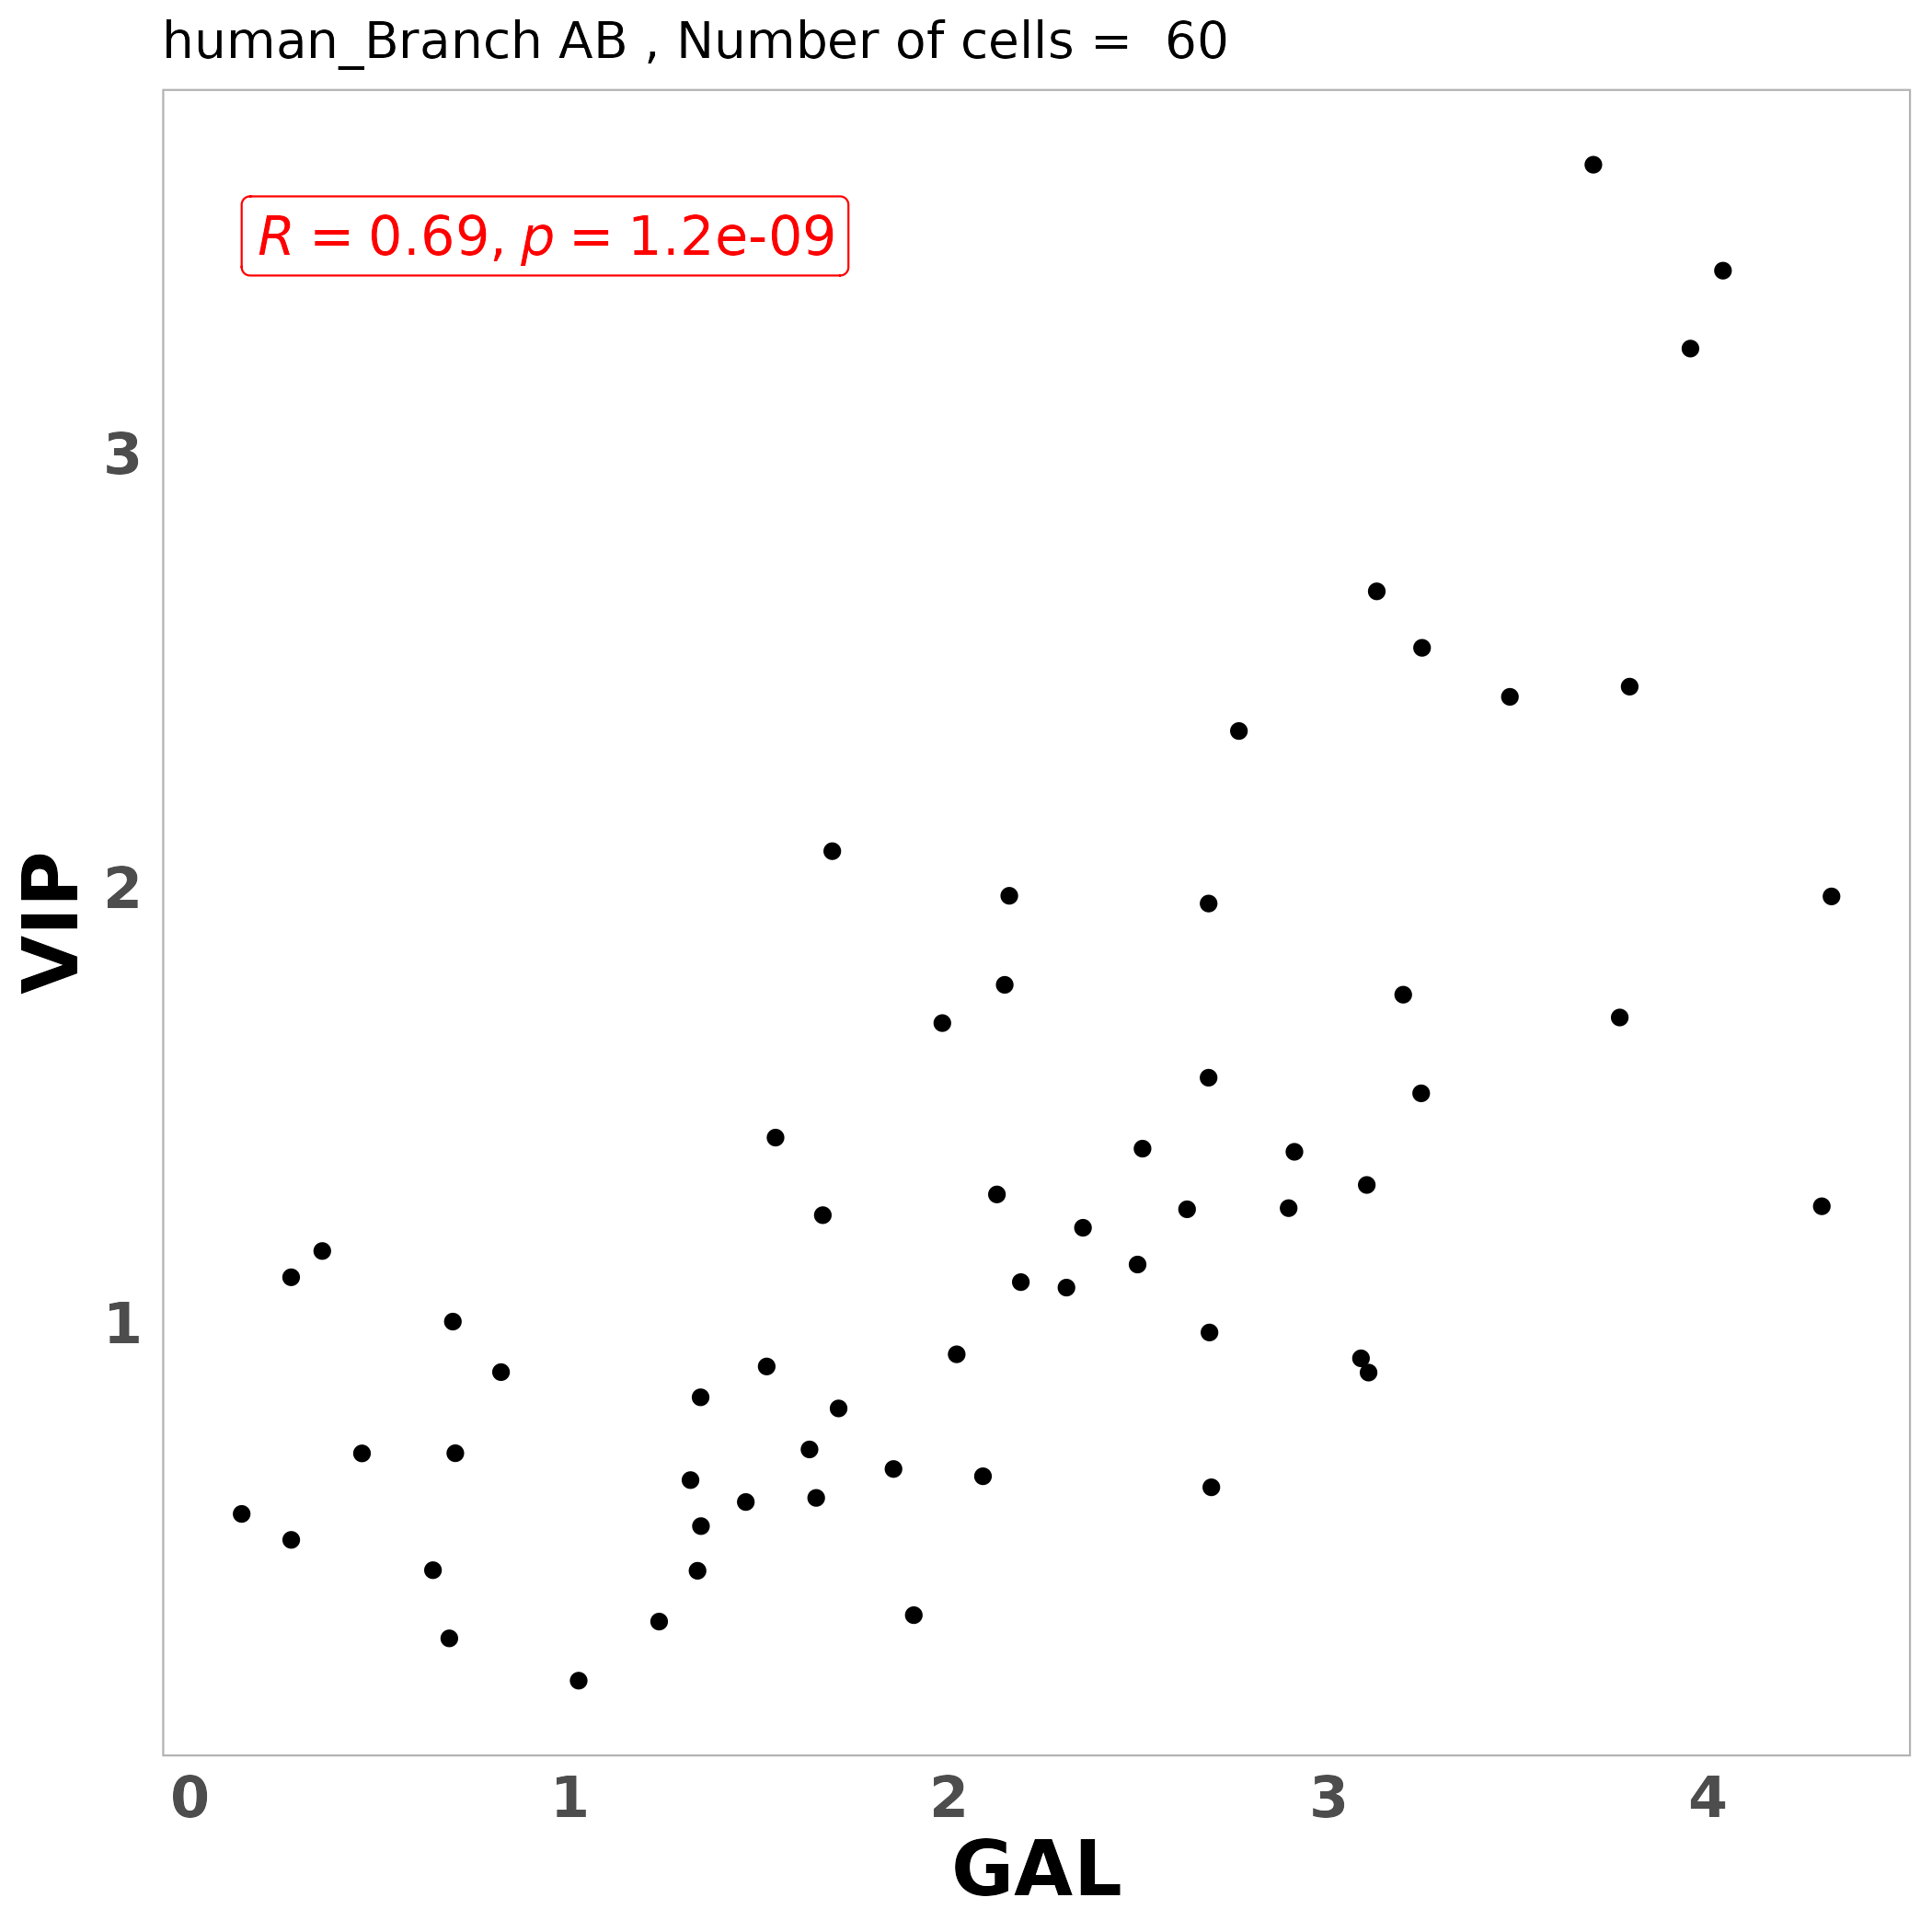 human_Branch AB , Number of cells =  60
R = 0.69, p = 1.2e-09
3
2
1
VIP
0 1 2 3 4
GAL